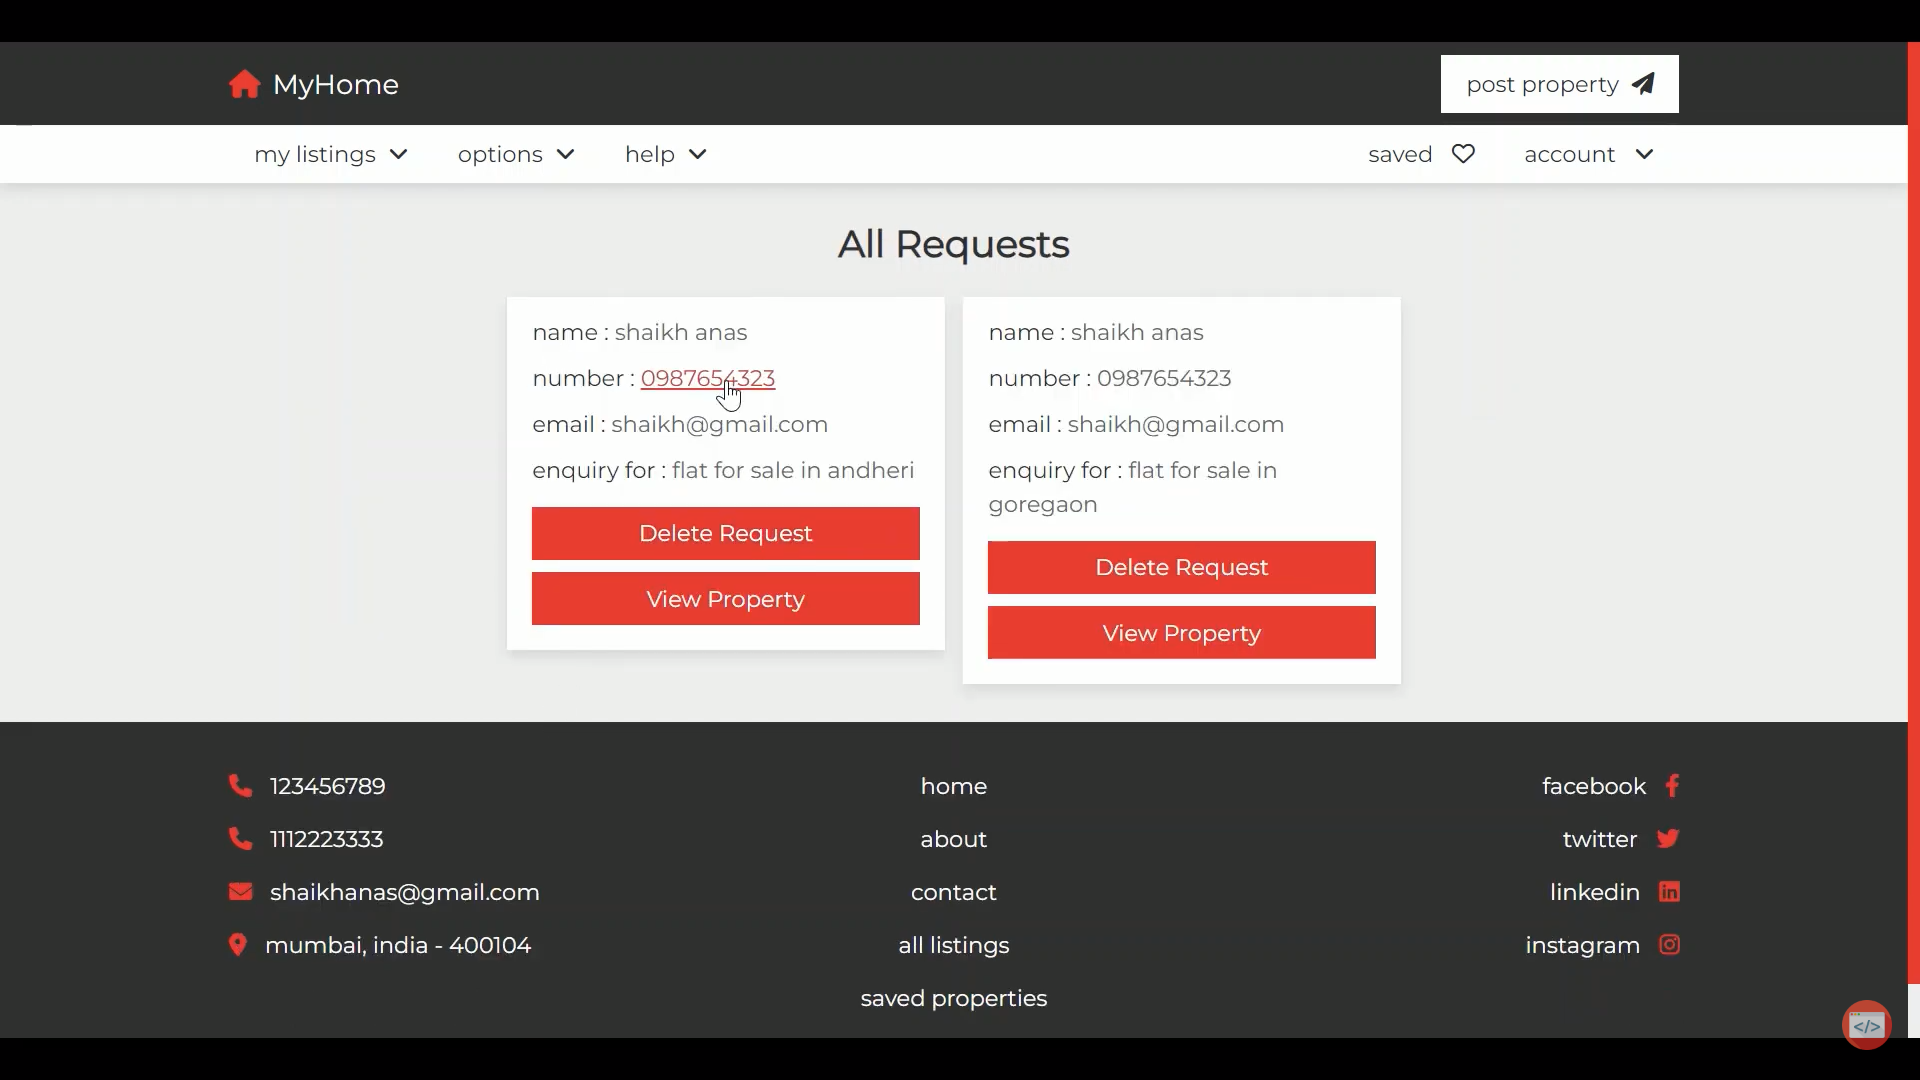 MyHome
post property
my listings
options
help
saved
account
All Requests
name : shaikh anas
number : 0987654323
email : shaikh@gmail.com
enquiry for : flat for sale in andheri
Delete Request
View Property
name : shaikh anas
number : 0987654323
email : shaikh@gmail.com
enquiry for : flat for sale in
goregaon
Delete Request
View Property
123456789
1112223333
shaikhanas@gmail.com
mumbai, india - 400104
home
about
contact
all listings
saved properties
facebook
twitter
linkedin
instagram